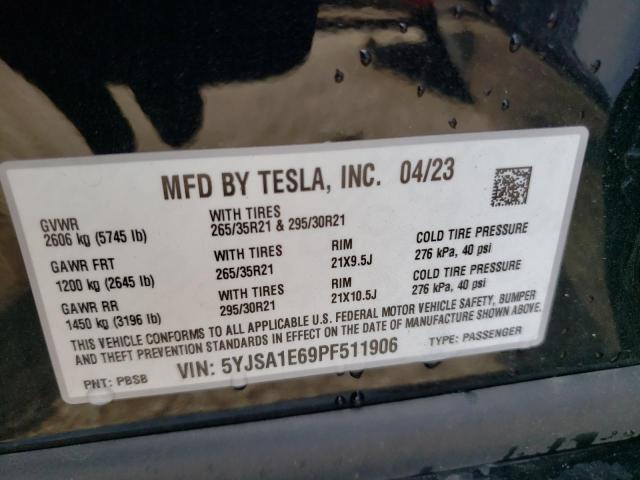 MFD BY TESLA, INC. 04/23
GVWR
2606 kg (5745 lb)
WITH TIRES
265/35R21 & 295/30R21
GAWR FRT
1200 kg (2645 lb)
WITH TIRES
265/35R21
RIM
21X9.5J
COLD TIRE PRESSURE
276 kPa, 40 psi
GAWR RR
1450 kg (3196 lb)
WITH TIRES
295/30R21
RIM
21X10.5J
COLD TIRE PRESSURE
276 kPa, 40 psi
THIS VEHICLE CONFORMS TO ALL APPLICABLE U.S. FEDERAL MOTOR VEHICLE SAFETY, BUMPER
AND THEFT PREVENTION STANDARDS IN EFFECT ON THE DATE OF MANUFACTURE SHOWN ABOVE.
PNT: PBSB VIN: 5YJSA1E69PF511906 TYPE: PASSENGER